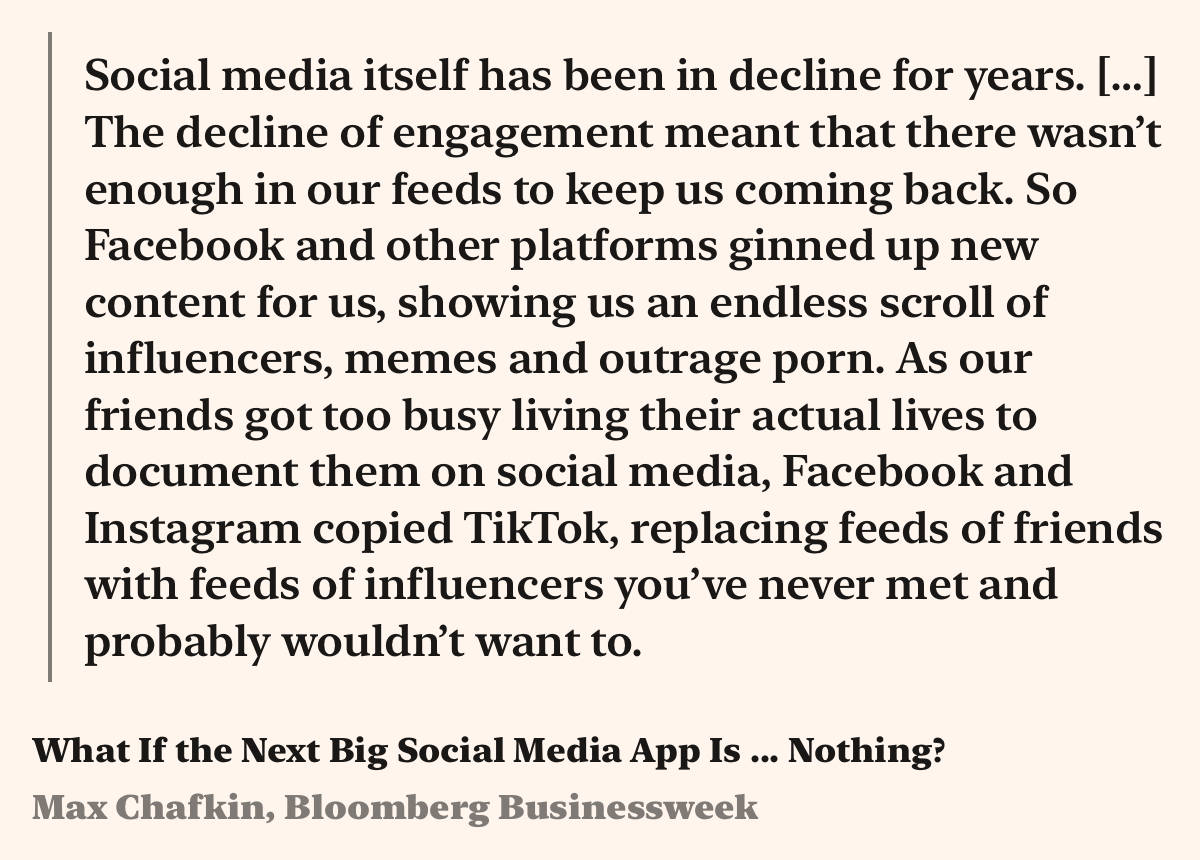 Social media itself has been in decline for years. [...]
The decline of engagement meant that there wasn’t
enough in our feeds to keep us coming back. So
Facebook and other platforms ginned up new
content for us, showing us an endless scroll of
influencers, memes and outrage porn. As our
friends got too busy living their actual lives to
document them on social media, Facebook and
Instagram copied TikTok, replacing feeds of friends
with feeds of influencers you’ve never met and
probably wouldn’t want to.
What If the Next Big Social Media App Is ... Nothing?
Max Chafkin, Bloomberg Businessweek